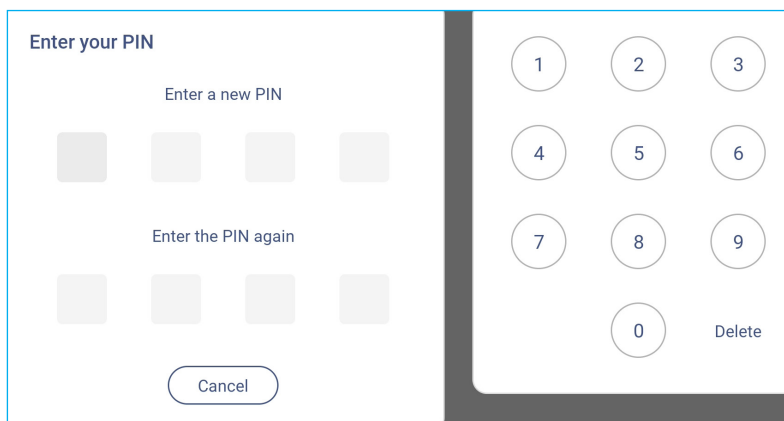 Enter your PIN
Enter a new PIN
Enter the PIN again
Cancel
1 2 3
4 5 6
7 8 9
0 Delete